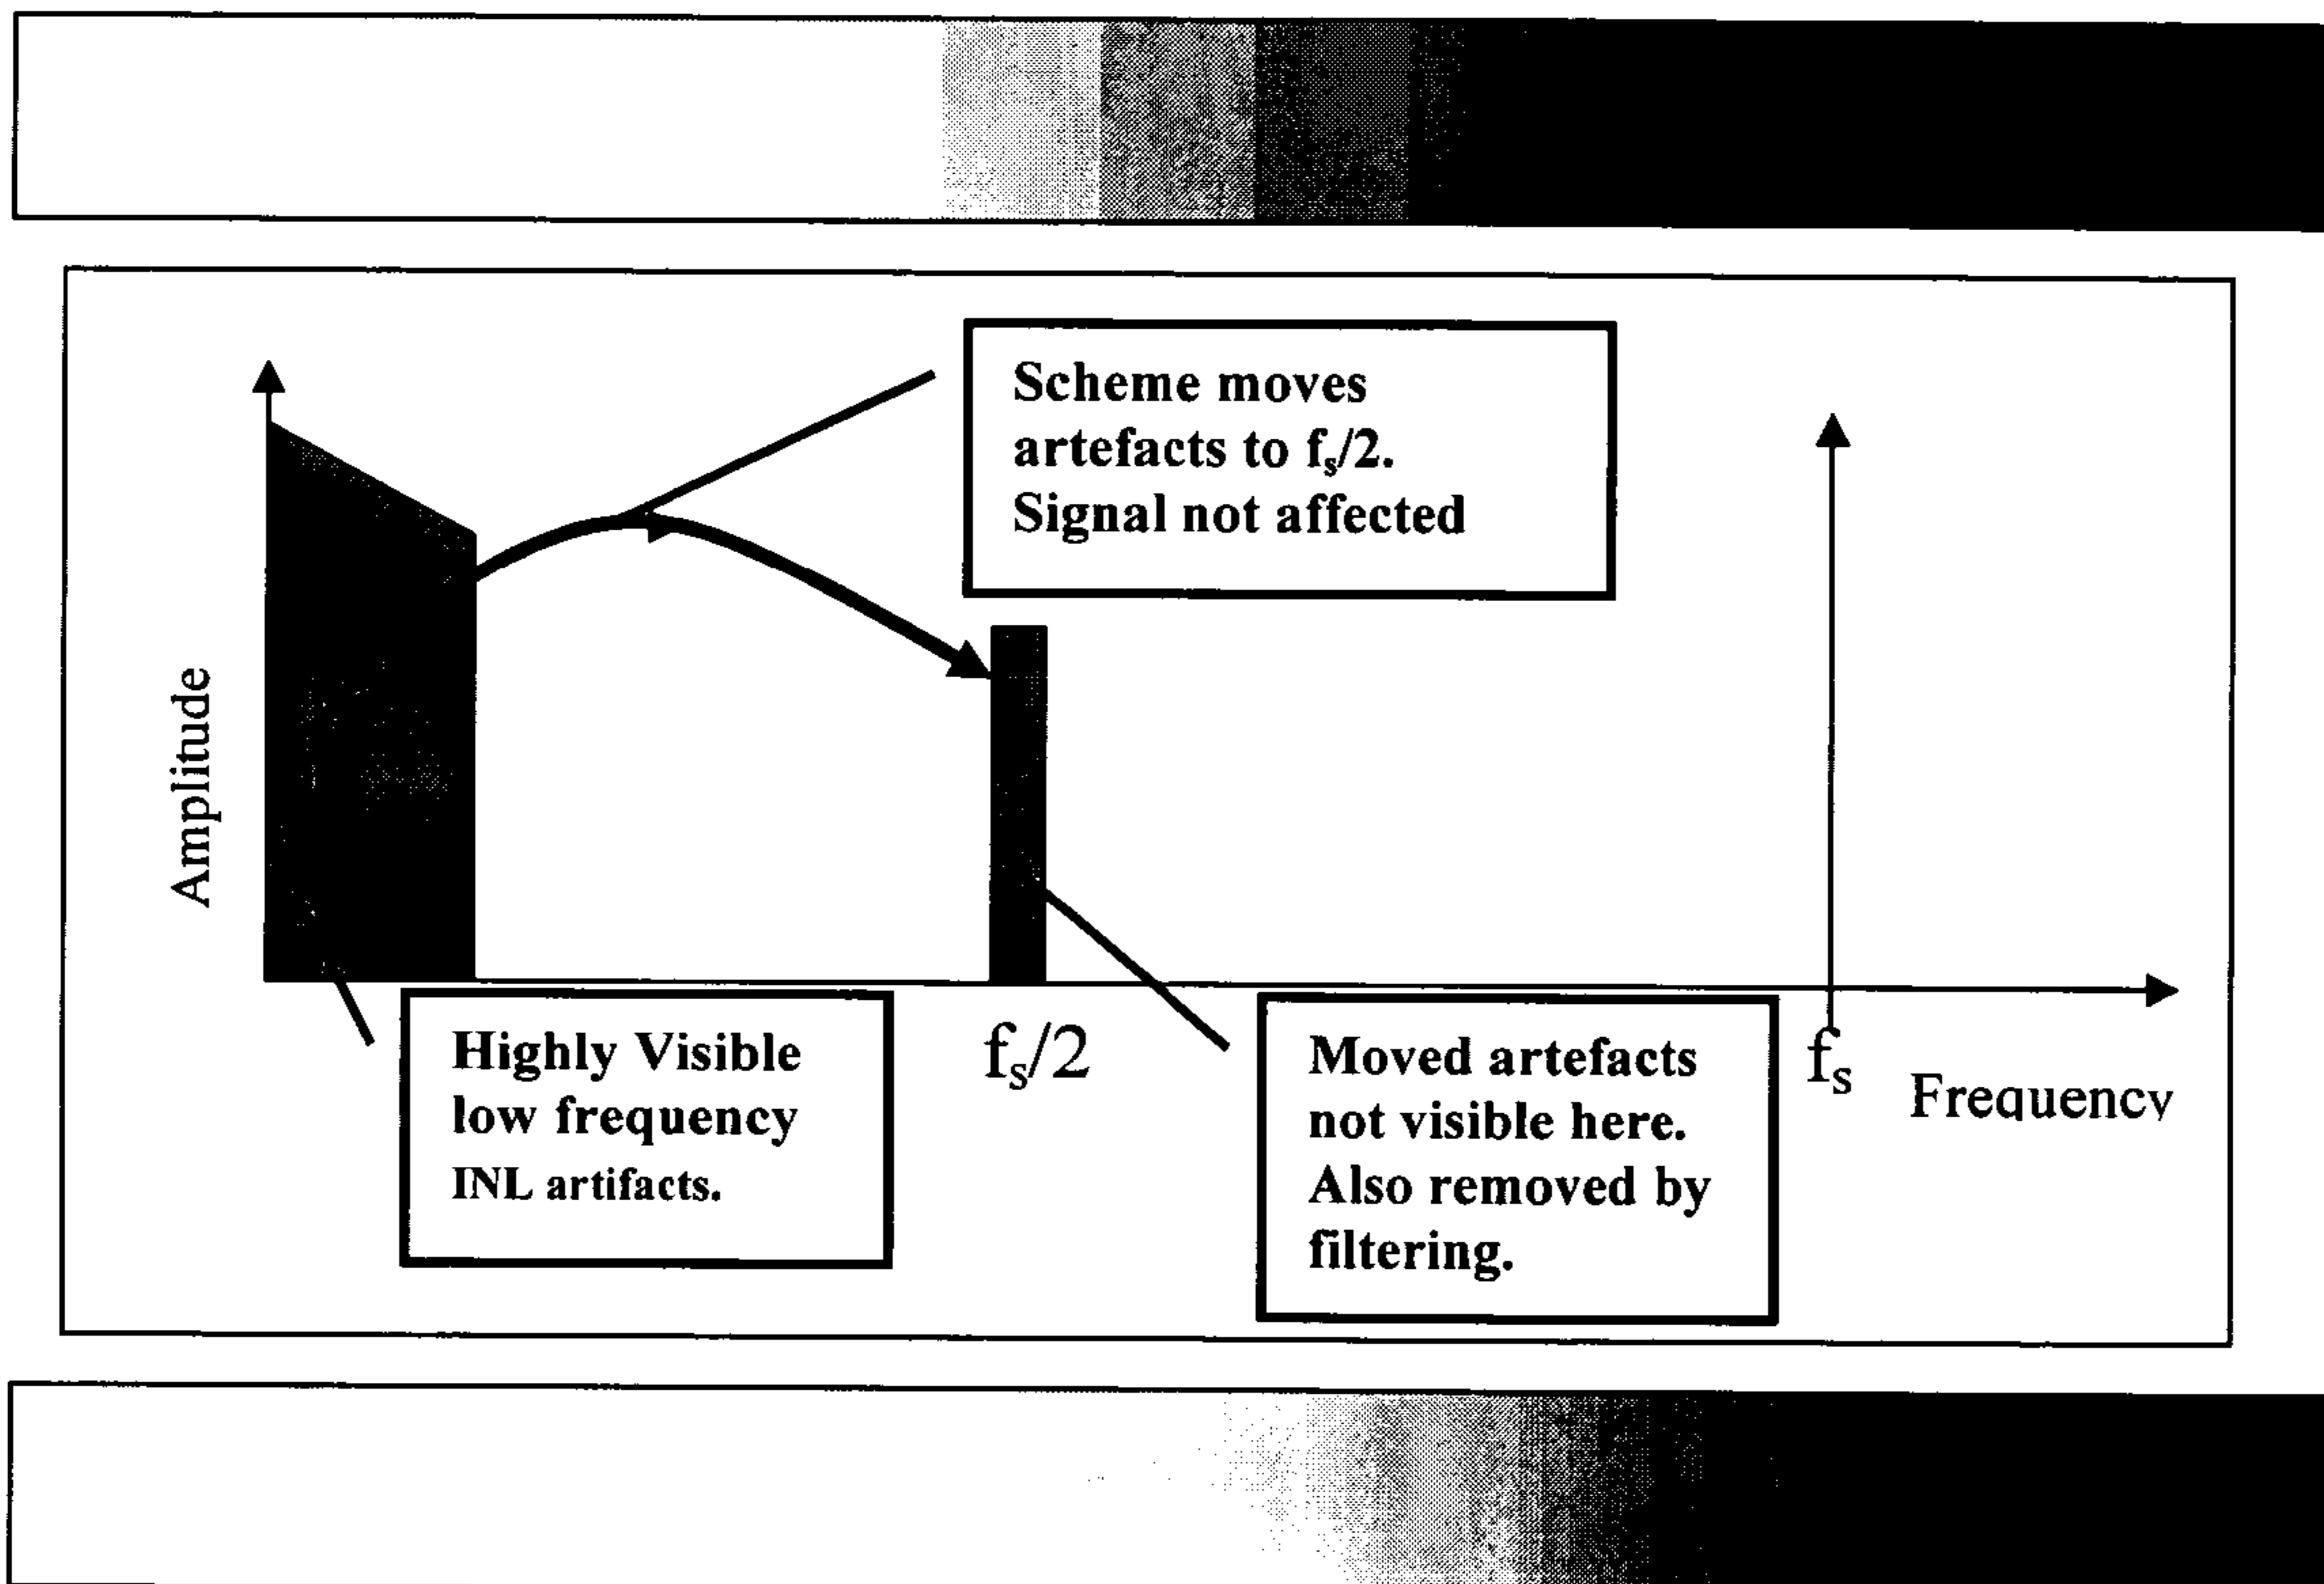 Scheme moves
artefacts to fₛ/2.
Signal not affected
Amplitude
Highly Visible
low frequency
INL artifacts.
fₛ/2
Moved artefacts
not visible here.
Also removed by
filtering.
fₛ
Frequency